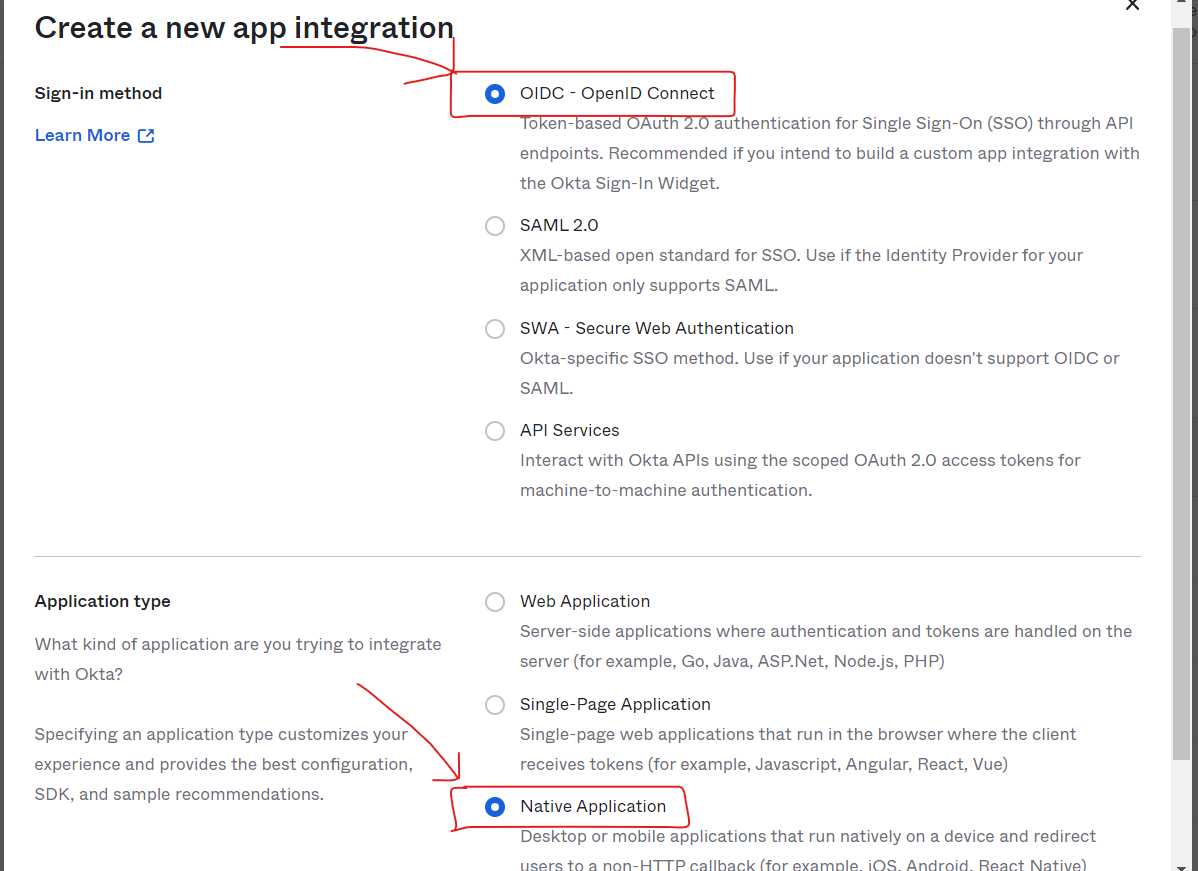 Create a new app integration
Sign-in method
Learn More
OIDC - OpenID Connect
Token-based OAuth 2.0 authentication for Single Sign-On (SSO) through API
endpoints. Recommended if you intend to build a custom app integration with
the Okta Sign-In Widget.
SAML 2.0
XML-based open standard for SSO. Use if the Identity Provider for your
application only supports SAML.
SWA - Secure Web Authentication
Okta-specific SSO method. Use if your application doesn't support OIDC or
SAML.
API Services
Interact with Okta APIs using the scoped OAuth 2.0 access tokens for
machine-to-machine authentication.
Application type
What kind of application are you trying to integrate
with Okta?
Specifying an application type customizes your
experience and provides the best configuration,
SDK, and sample recommendations.
Web Application
Server-side applications where authentication and tokens are handled on the
server (for example, Go, Java, ASP.Net, Node.js, PHP)
Single-Page Application
Single-page web applications that run in the browser where the client
receives tokens (for example, Javascript, Angular, React, Vue)
Native Application
Desktop or mobile applications that run natively on a device and redirect
users to a non-HTTP callback (for example, iOS, Android, React Native)